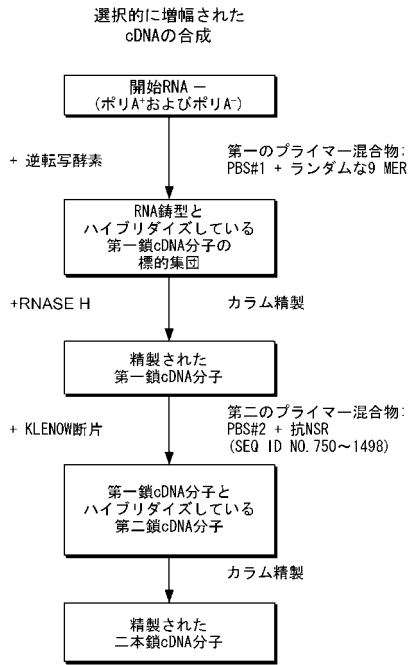 選択的に増幅された
cDNAの合成
開始RNA －
(ポリA⁺およびポリA⁻)
+ 逆転写酵素
第一のプライマー混合物:
PBS#1 + ランダムな9 MER
RNA鋳型と
ハイブリダイズしている
第一鎖cDNA分子の
標的集団
+RNASE H
カラム精製
精製された
第一鎖cDNA分子
+ KLENOW断片
第二のプライマー混合物:
PBS#2 + 抗NSR
(SEQ ID NO.750～1498)
第一鎖cDNA分子と
ハイブリダイズしている
第二鎖cDNA分子
カラム精製
精製された
二本鎖cDNA分子